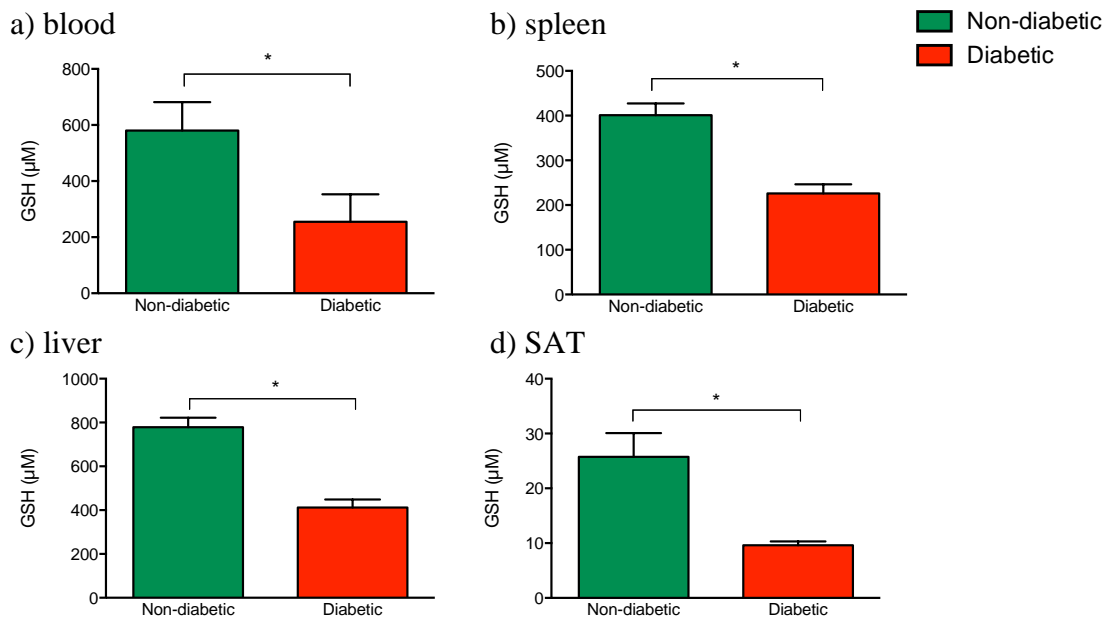 a) blood
800
600
400
200
0
GSH (µM)
*
Non-diabetic
Diabetic
b) spleen
500
400
300
200
100
0
GSH (µM)
*
Non-diabetic
Diabetic
Non-diabetic
Diabetic
c) liver
1000
800
600
400
200
0
GSH (µM)
*
Non-diabetic
Diabetic
d) SAT
40
30
20
10
0
GSH (µM)
*
Non-diabetic
Diabetic